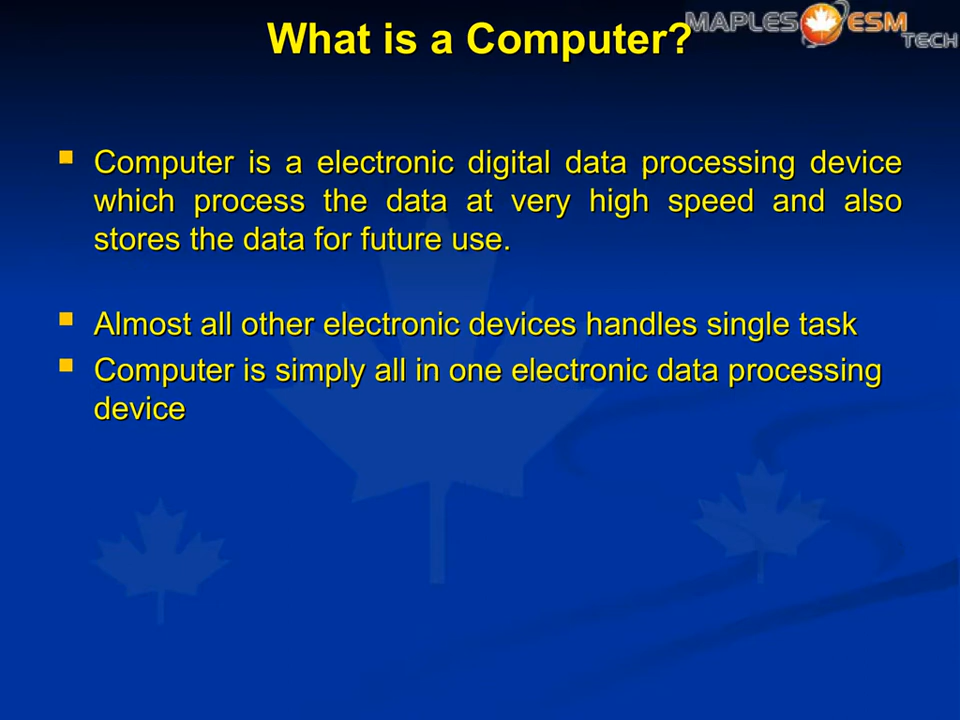 What is a Computer?
MAPLES ESM
TECH
Computer is a electronic digital data processing device
which process the data at very high speed and also
stores the data for future use.
Almost all other electronic devices handles single task
Computer is simply all in one electronic data processing
device